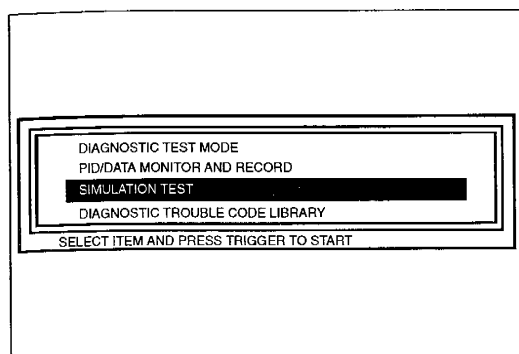 DIAGNOSTIC TEST MODE
PID/DATA MONITOR AND RECORD
SIMULATION TEST
DIAGNOSTIC TROUBLE CODE LIBRARY
SELECT ITEM AND PRESS TRIGGER TO START